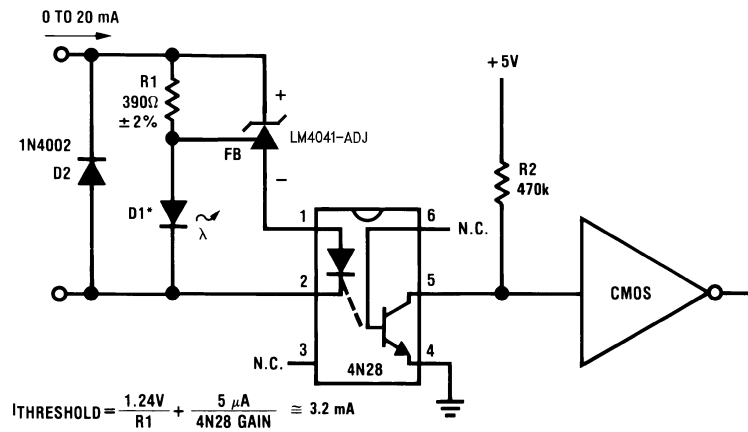 0 TO 20 mA
R1
390Ω
±2%
+
LM4041-ADJ
FB
−
1N4002
D2
D1*
λ
+5V
R2
470k
1
6
N.C.
2
5
CMOS
3
N.C.
4
4N28
ITHRESHOLD = 1.24V/R1 + 5 μA/4N28 GAIN ≅ 3.2 mA